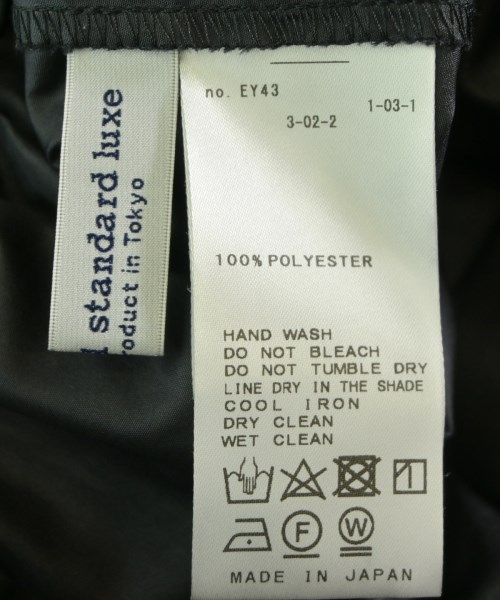 standard luxe
roduct in Tokyo
no. EY43
1-03-1
3-02-2
100% POLYESTER
HAND WASH
DO NOT BLEACH
DO NOT TUMBLE DRY
LINE DRY IN THE SHADE
COOL IRON
DRY CLEAN
WET CLEAN
F
W
MADE IN JAPAN